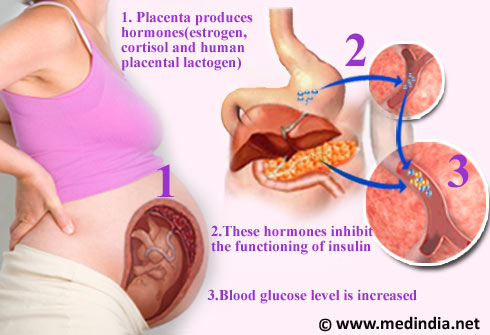 1. Placenta produces
hormones(estrogen,
cortisol and human
placental lactogen)
2
1
3
2.These hormones inhibit
the functioning of insulin
3.Blood glucose level is increased
© www.medindia.net